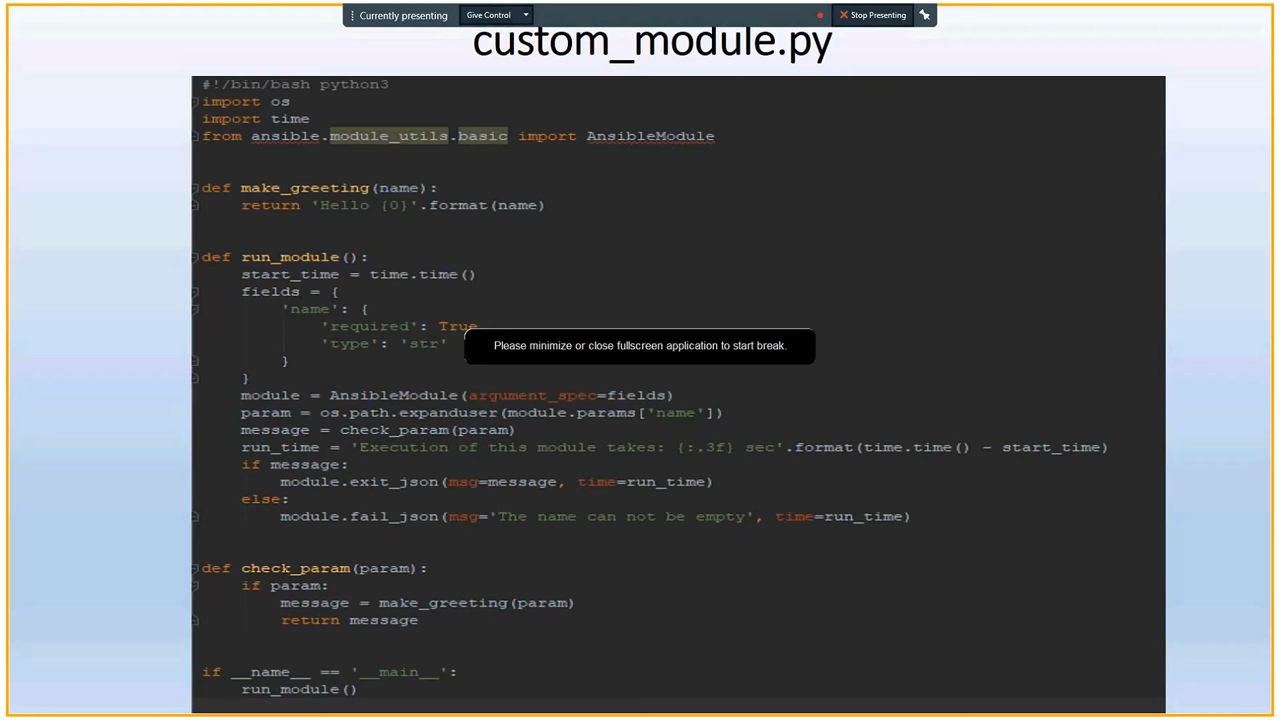 Currently presenting Give Control Stop Presenting
custom_module.py
#!/bin/bash python3
import os
import time
from ansible.module_utils.basic import AnsibleModule
def make_greeting(name):
return 'Hello {0}'.format(name)
def run_module():
start_time = time.time()
fields = {
'name': {
'required': True
'type': 'str'
Please minimize or close fullscreen application to start break.
}
}
module = AnsibleModule(argument_spec=fields)
param = os.path.expanduser(module.params['name'])
message = check_param(param)
run_time = 'Execution of this module takes: {:.3f} sec'.format(time.time() - start_time)
if message:
module.exit_json(msg=message, time=run_time)
else:
module.fail_json(msg='The name can not be empty', time=run_time)
def check_param(param):
if param:
message = make_greeting(param)
return message
if __name__ == '__main__':
run_module()